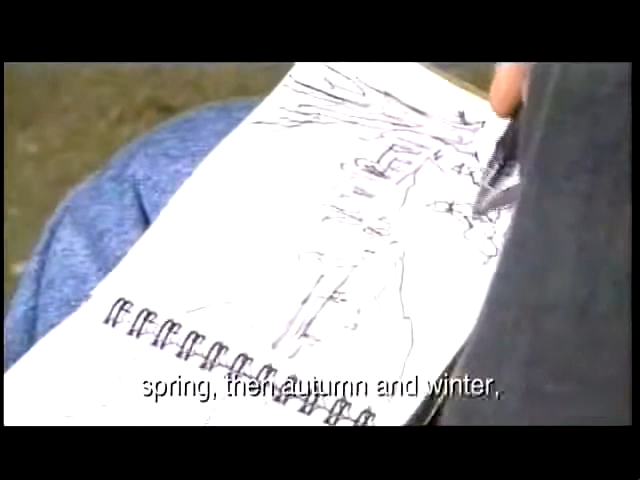 spring, then autumn and winter,